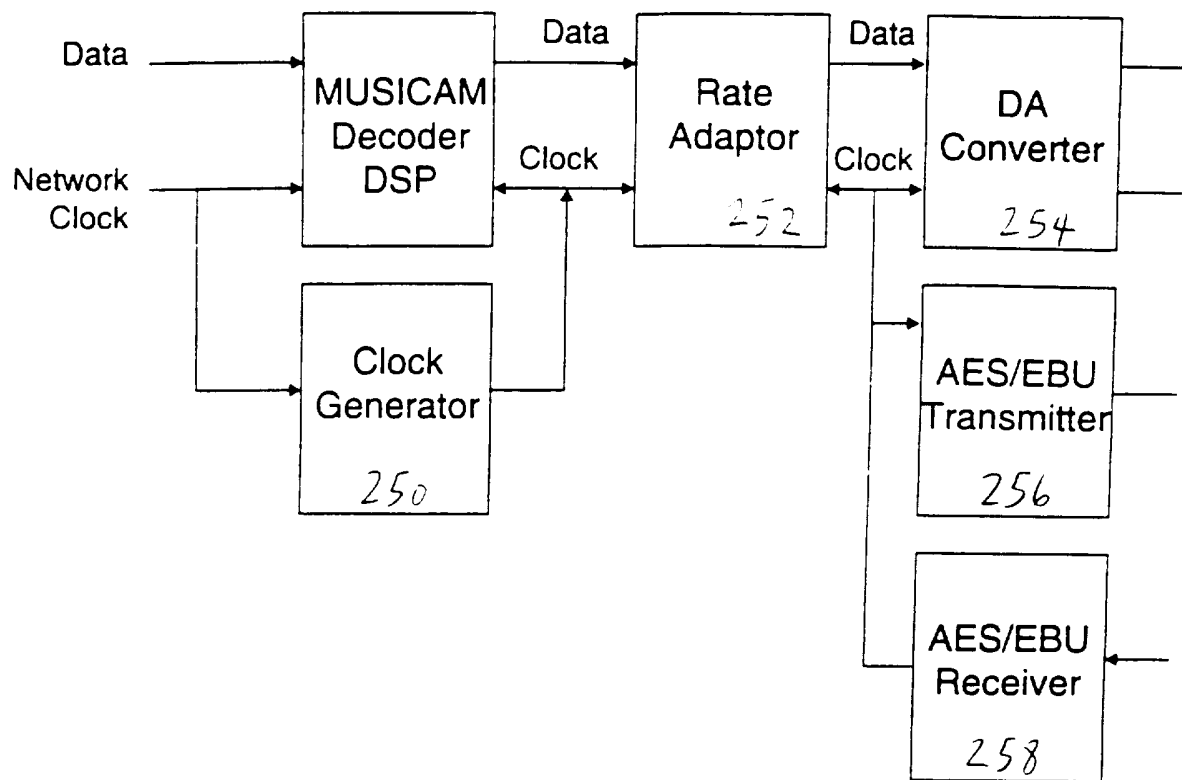 Data
Network
Clock
MUSICAM
Decoder
DSP
Data
Clock
Rate
Adaptor
252
Data
Clock
DA
Converter
254
Clock
Generator
250
AES/EBU
Transmitter
256
AES/EBU
Receiver
258